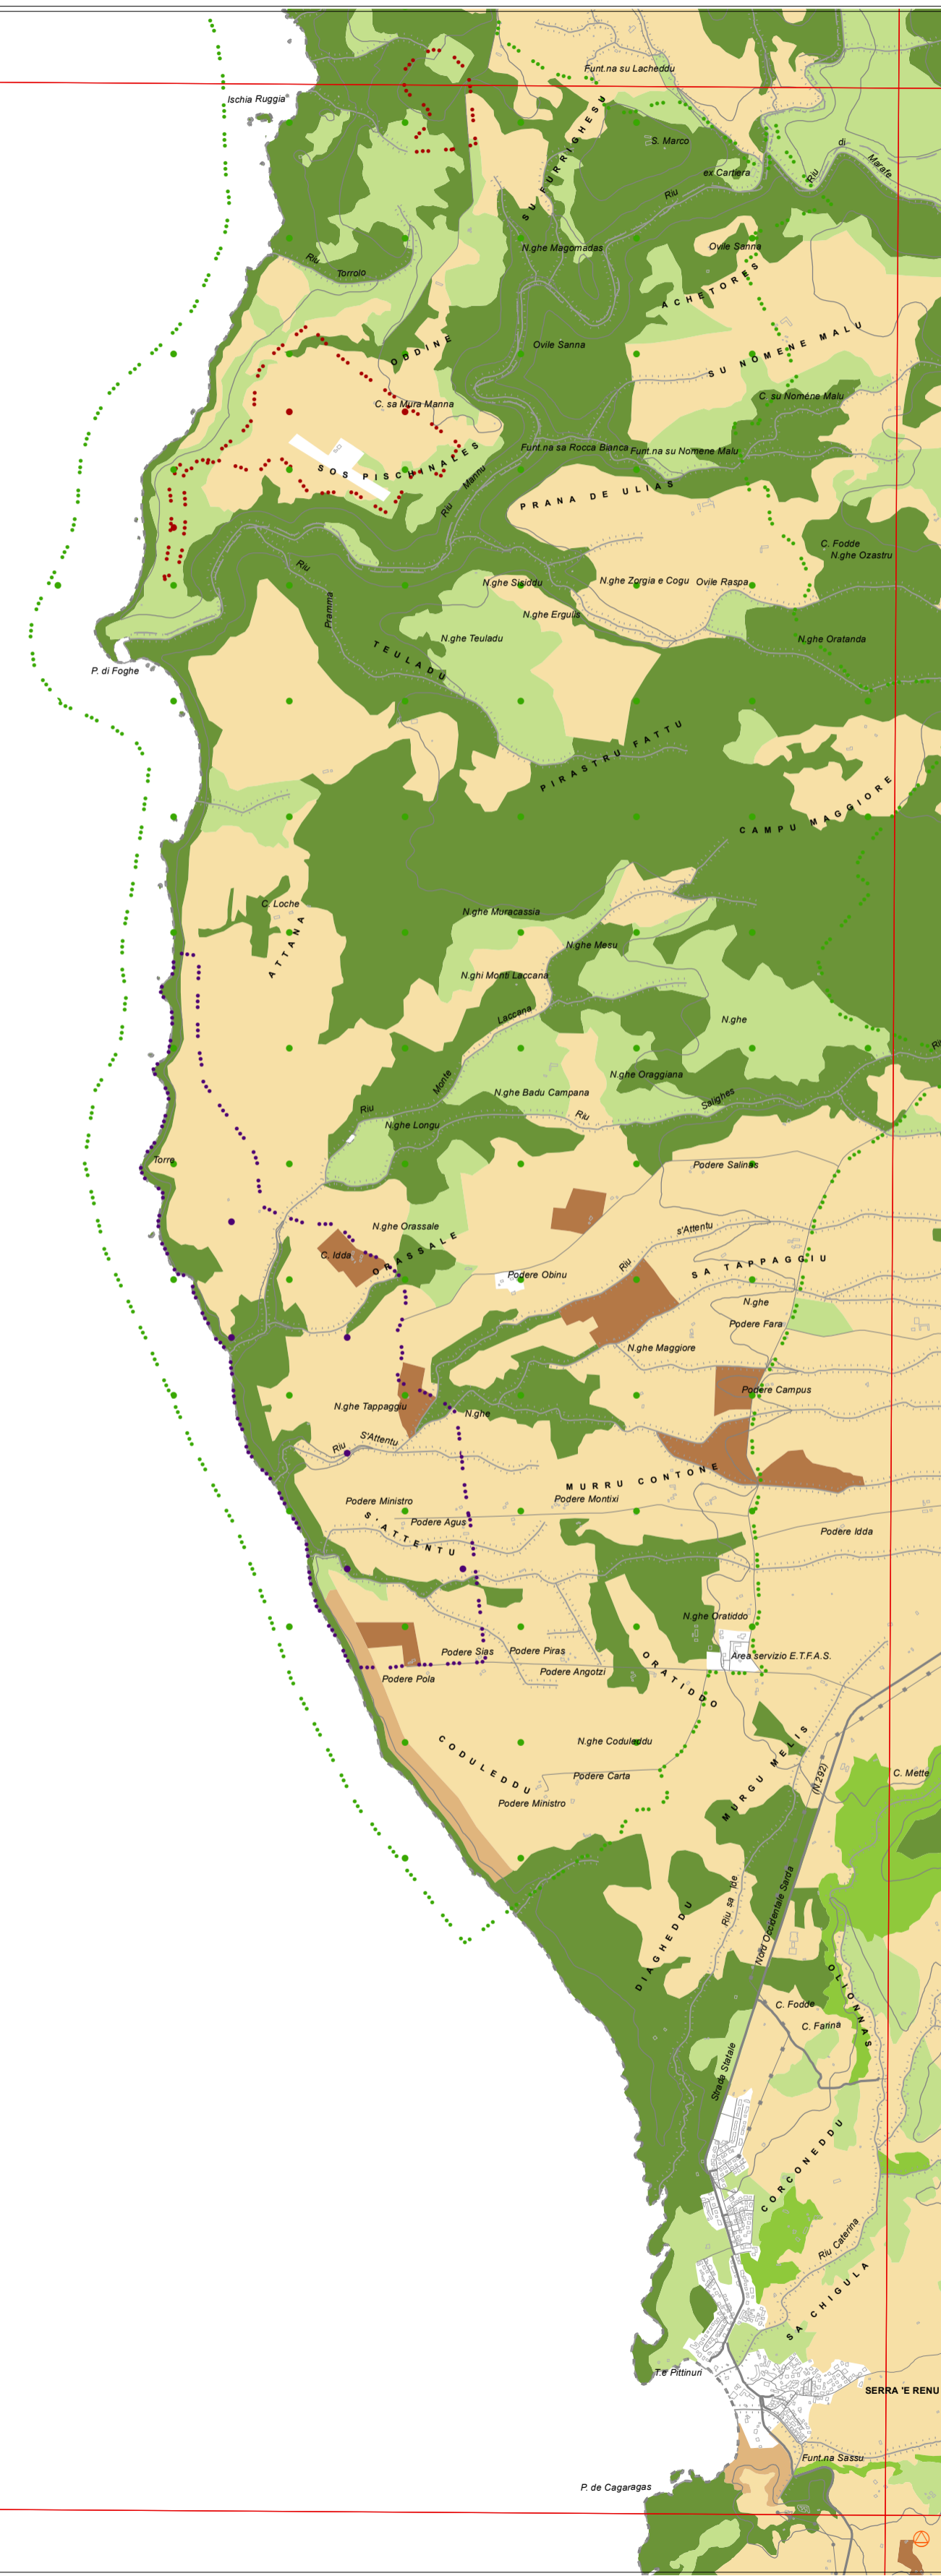 Funt.na su Lacheddu
Ischia Ruggia
SU FURRIGHESU
S. Marco
di
Marafe
ex Cartiera
Riu
Riu
N.ghe Magomadas
Ovile Sanna
Riu
Torrolo
ACHETORES
ODDINE
Ovile Sanna
SU NOMENE MALU
C. sa Mura Manna
C. su Nomene Malu
SOS PISCHINALES
Funt.na sa Rocca Bianca
Funt.na su Nomene Malu
Riu
Mannu
PRANA DE ULIAS
C. Fodde
N.ghe Ozastru
Riu
Pramma
N.ghe Sisiddu
N.ghe Zorgia e Cogu
Ovile Raspa
N.ghe Ergulis
N.ghe Teuladu
N.ghe Oratanda
TEULADU
P. di Foghe
PIRASTRU FATTU
CAMPU MAGGIORE
C. Loche
N.ghe Muracassia
ATTANA
N.ghe Mesu
N.ghi Monti Laccana
Laccana
N.ghe
Monte
N.ghe Oraggiana
N.ghe Badu Campana
Salighes
Riu
Riu
Riu
N.ghe Longu
Torre
Podere Salinas
N.ghe Orassale
s'Attentu
C. Idda
ORASSALE
Riu
SA TAPPAGGIU
Podere Obinu
N.ghe
Podere Fara
N.ghe Maggiore
Podere Campus
N.ghe Tappaggiu
N.ghe
Riu
S'Attentu
MURRU CONTONE
Podere Ministro
Podere Montixi
S'ATTENTU
Podere Agus
Podere Idda
N.ghe Oratiddo
Podere Sias
Podere Piras
Area servizio E.T.F.A.S.
Podere Pola
Podere Angotzi
ORATIDDO
CODULEDDU
N.ghe Coduleddu
MURGU MELIS
Podere Carta
(N.292)
C. Mette
Podere Ministro
Riu sa Ide
DIAGHEDDU
Nord Occidentale Sarda
OLIONNAS
C. Fodde
C. Farina
Strada Statale
CORCONEDDU
Riu Caterina
SA CHIGULA
T.e Pittinuri
SERRA 'E RENU
Funt.na Sassu
P. de Cagaragas